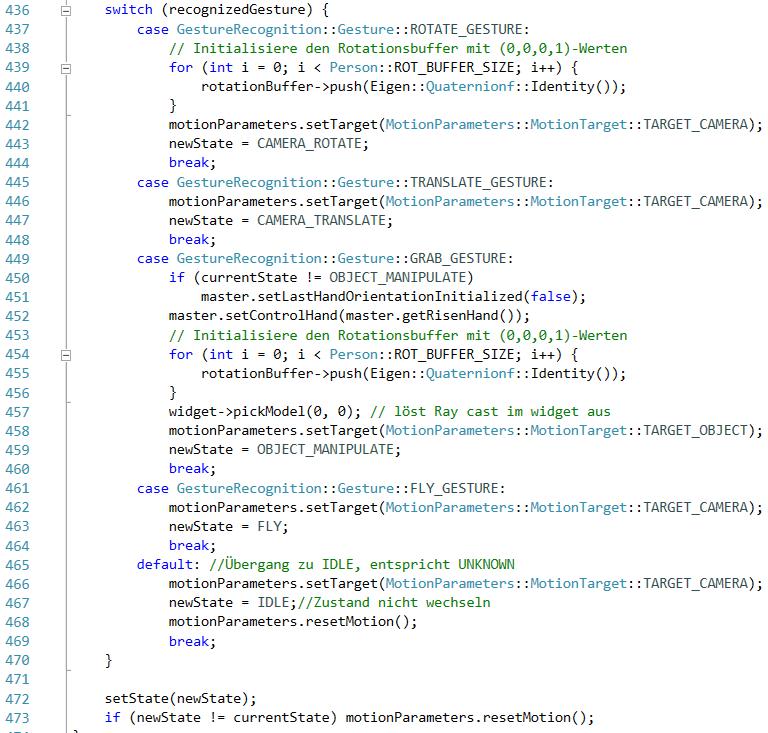 436 switch (recognizedGesture) {
437 case GestureRecognition::Gesture::ROTATE_GESTURE:
438 // Initialisiere den Rotationsbuffer mit (0,0,0,1)-Werten
439 for (int i = 0; i < Person::ROT_BUFFER_SIZE; i++) {
440 rotationBuffer->push(Eigen::Quaternionf::Identity());
441 }
442 motionParameters.setTarget(MotionParameters::MotionTarget::TARGET_CAMERA);
443 newState = CAMERA_ROTATE;
444 break;
445 case GestureRecognition::Gesture::TRANSLATE_GESTURE:
446 motionParameters.setTarget(MotionParameters::MotionTarget::TARGET_CAMERA);
447 newState = CAMERA_TRANSLATE;
448 break;
449 case GestureRecognition::Gesture::GRAB_GESTURE:
450 if (currentState != OBJECT_MANIPULATE)
451 master.setLastHandOrientationInitialized(false);
452 master.setControlHand(master.getRisenHand());
453 // Initialisiere den Rotationsbuffer mit (0,0,0,1)-Werten
454 for (int i = 0; i < Person::ROT_BUFFER_SIZE; i++) {
455 rotationBuffer->push(Eigen::Quaternionf::Identity());
456 }
457 widget->pickModel(0, 0); // löst Ray cast im widget aus
458 motionParameters.setTarget(MotionParameters::MotionTarget::TARGET_OBJECT);
459 newState = OBJECT_MANIPULATE;
460 break;
461 case GestureRecognition::Gesture::FLY_GESTURE:
462 motionParameters.setTarget(MotionParameters::MotionTarget::TARGET_CAMERA);
463 newState = FLY;
464 break;
465 default: //Übergang zu IDLE, entspricht UNKNOWN
466 motionParameters.setTarget(MotionParameters::MotionTarget::TARGET_CAMERA);
467 newState = IDLE;//Zustand nicht wechseln
468 motionParameters.resetMotion();
469 break;
470 }
471
472 setState(newState);
473 if (newState != currentState) motionParameters.resetMotion();